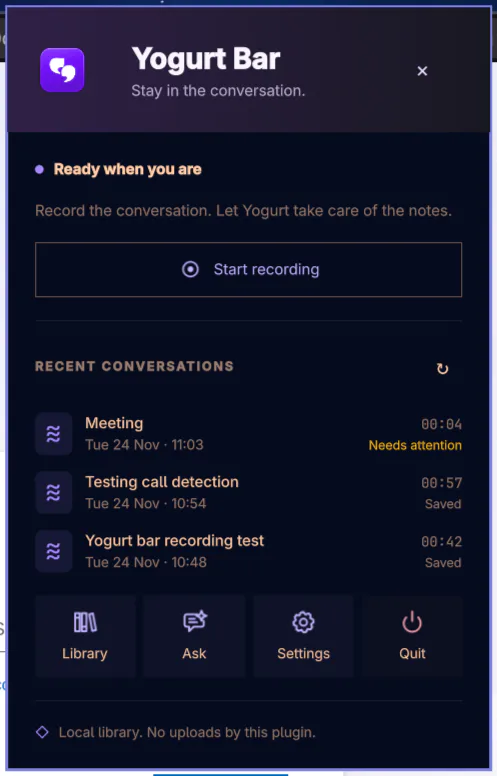 Yogurt Bar
Stay in the conversation.
Ready when you are
Record the conversation. Let Yogurt take care of the notes.
Start recording
RECENT CONVERSATIONS
Meeting
00:04
Tue 24 Nov · 11:03
Needs attention
Testing call detection
00:57
Tue 24 Nov · 10:54
Saved
Yogurt bar recording test
00:42
Tue 24 Nov · 10:48
Saved
Library
Ask
Settings
Quit
Local library. No uploads by this plugin.